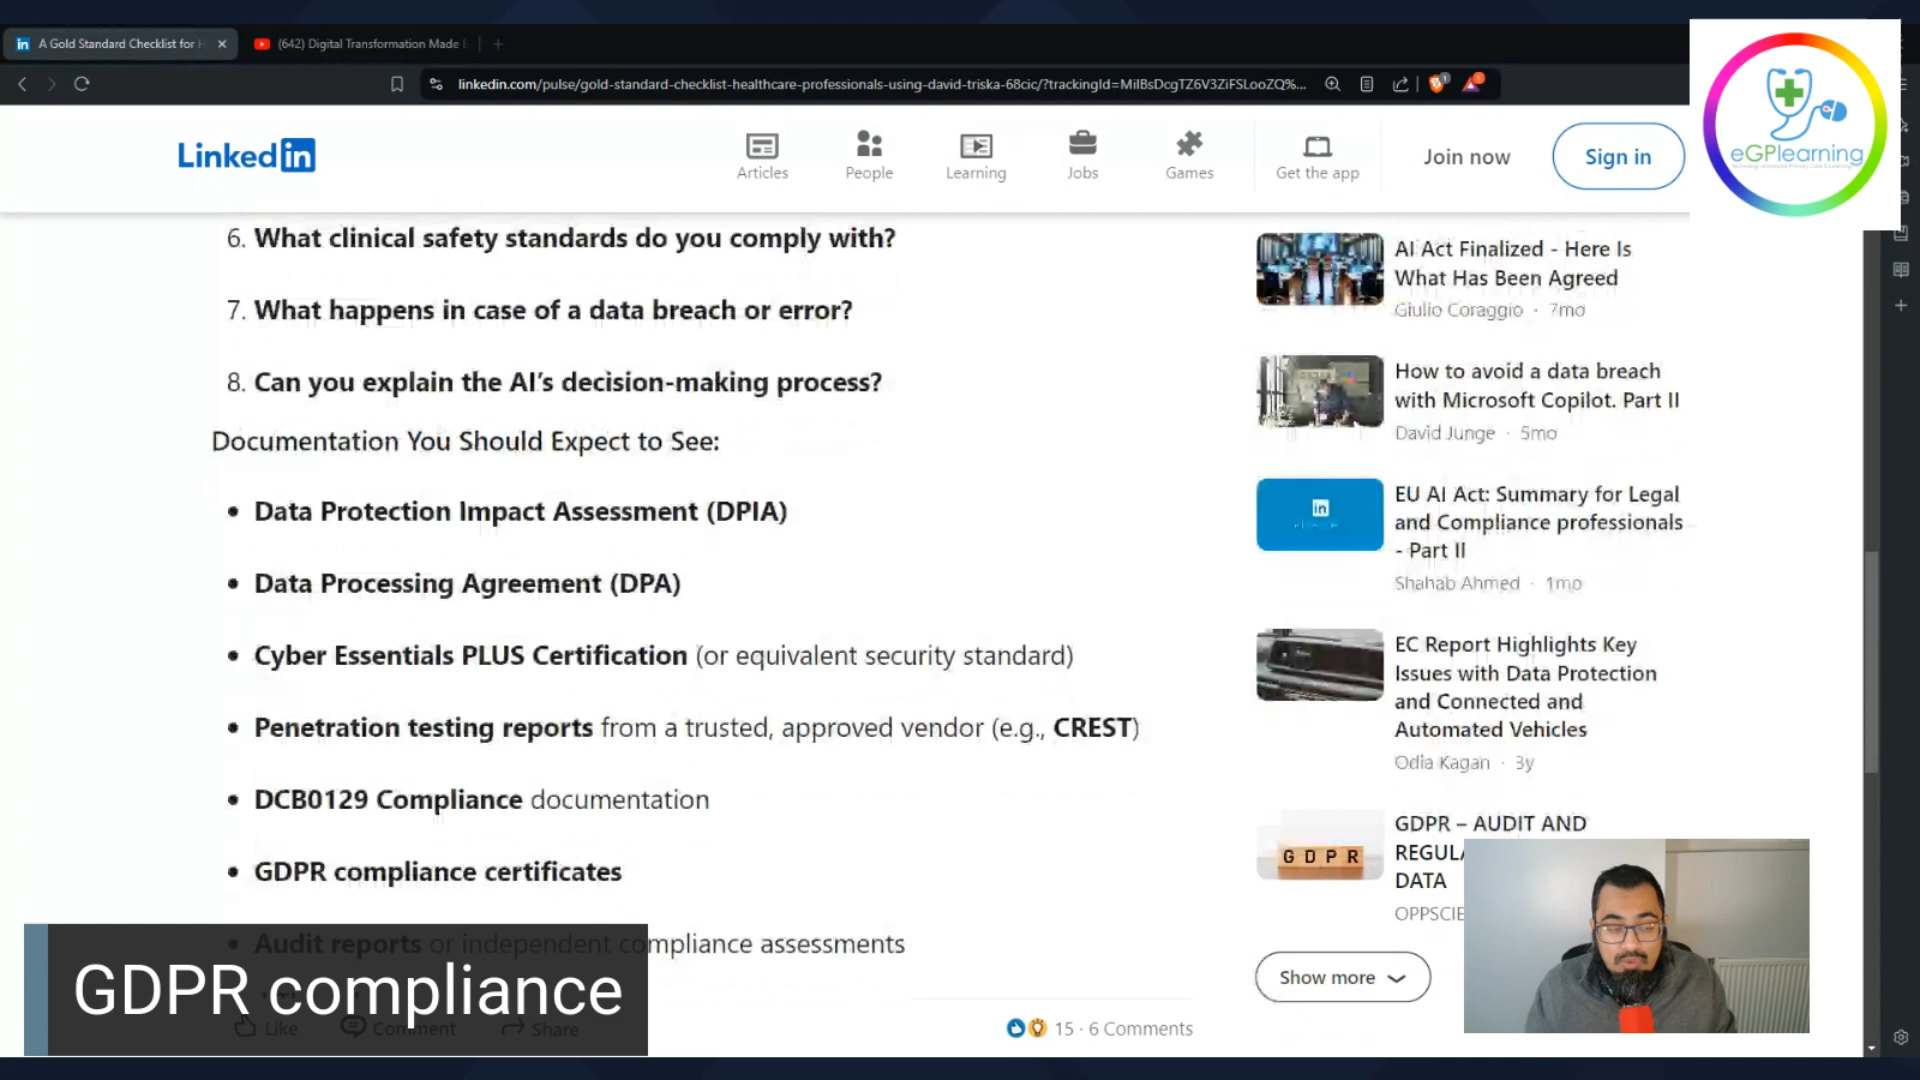 A Gold Standard Checklist for H
(642) Digital Transformation Made E
linkedin.com/pulse/gold-standard-checklist-healthcare-professionals-using-david-triska-68cic/?trackingId=MilBsDcgTZ6V3ZiFSLooZQ%...
eGPlearning
LinkedIn
Articles
People
Learning
Jobs
Games
Get the app
Join now
Sign in
6. What clinical safety standards do you comply with?
7. What happens in case of a data breach or error?
8. Can you explain the AI’s decision-making process?
Documentation You Should Expect to See:
• Data Protection Impact Assessment (DPIA)
• Data Processing Agreement (DPA)
• Cyber Essentials PLUS Certification (or equivalent security standard)
• Penetration testing reports from a trusted, approved vendor (e.g., CREST)
• DCB0129 Compliance documentation
• GDPR compliance certificates
• Audit reports or independent compliance assessments
Like
Comment
Share
15 · 6 Comments
AI Act Finalized - Here Is
What Has Been Agreed
Giulio Coraggio · 7mo
How to avoid a data breach
with Microsoft Copilot. Part II
David Junge · 5mo
EU AI Act: Summary for Legal
and Compliance professionals
- Part II
Shahab Ahmed · 1mo
EC Report Highlights Key
Issues with Data Protection
and Connected and
Automated Vehicles
Odia Kagan · 3y
GDPR
GDPR – AUDIT AND
REGULA
DATA
OPPSCIE
Show more
GDPR compliance